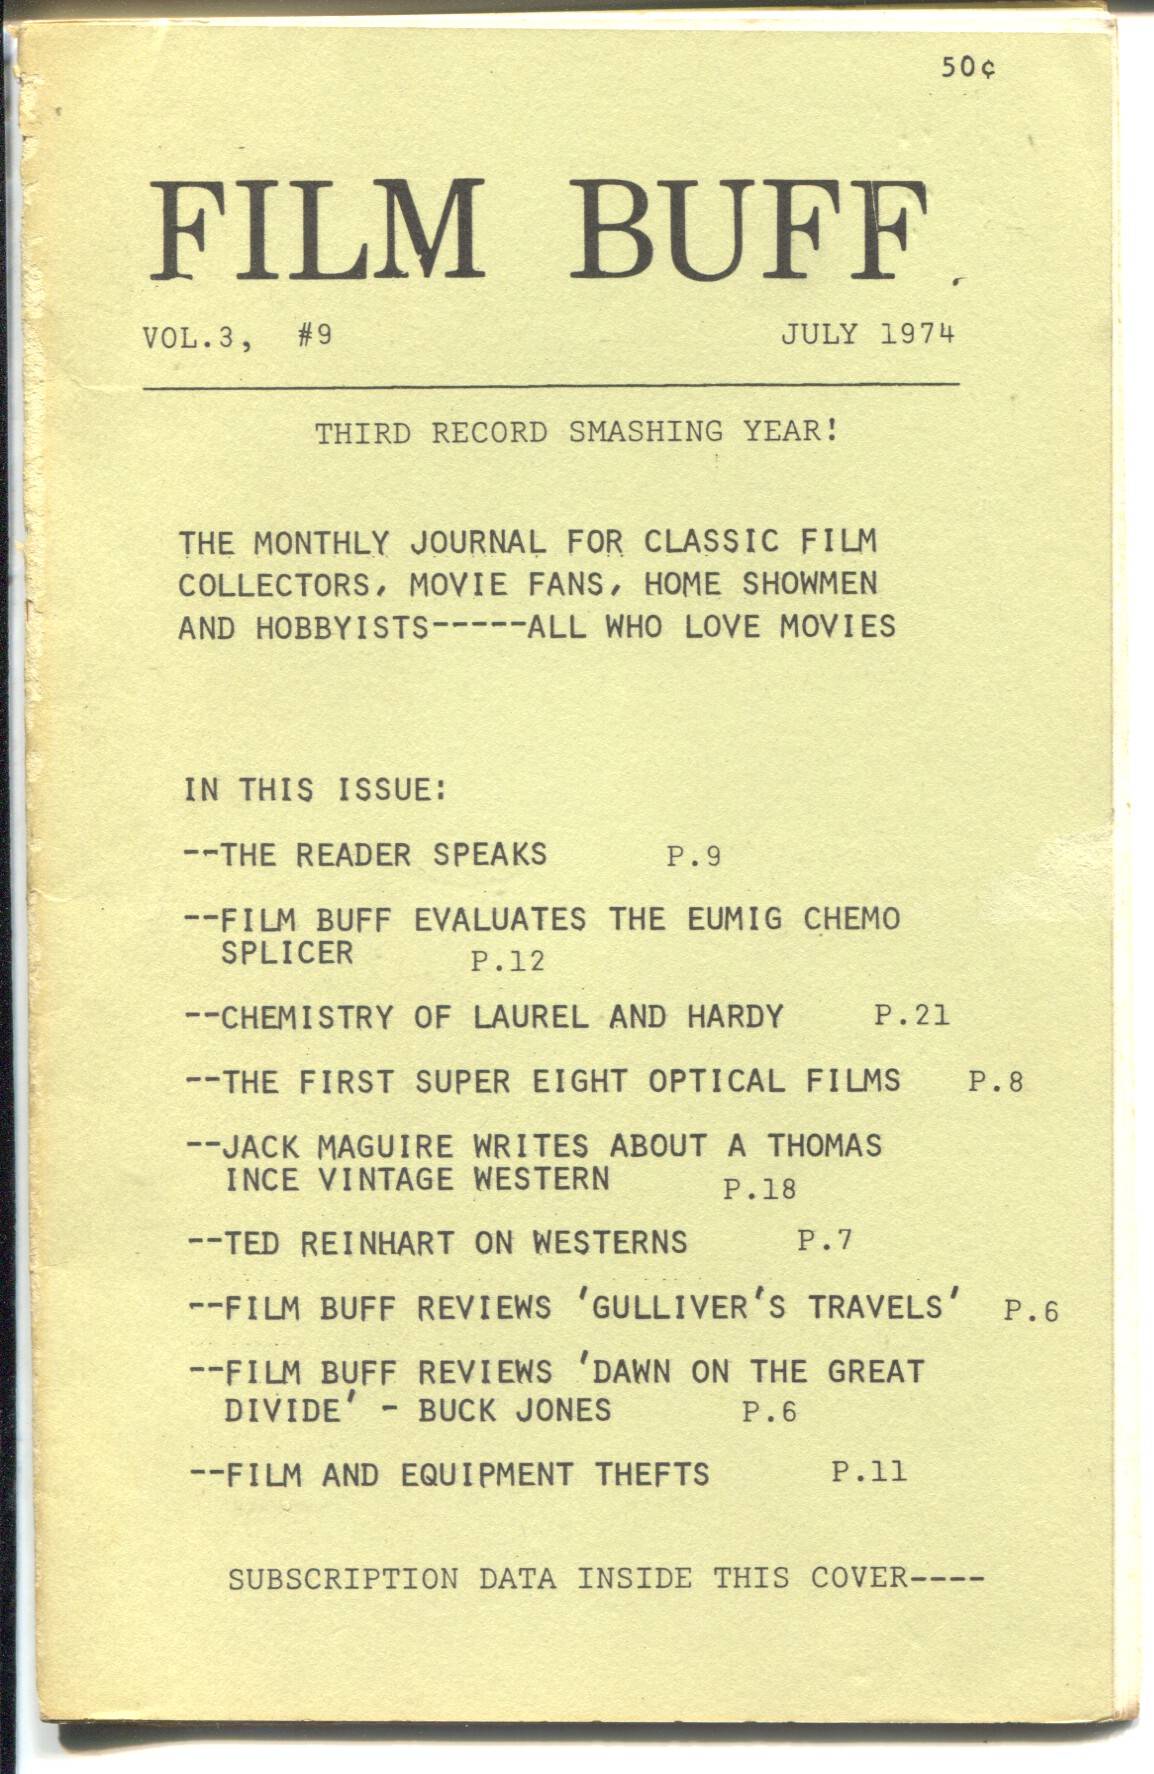 50¢
FILM BUFF
VOL.3, #9 JULY 1974
THIRD RECORD SMASHING YEAR!
THE MONTHLY JOURNAL FOR CLASSIC FILM
COLLECTORS, MOVIE FANS, HOME SHOWMEN
AND HOBBYISTS-----ALL WHO LOVE MOVIES
IN THIS ISSUE:
--THE READER SPEAKS P.9
--FILM BUFF EVALUATES THE EUMIG CHEMO
SPLICER P.12
--CHEMISTRY OF LAUREL AND HARDY P.21
--THE FIRST SUPER EIGHT OPTICAL FILMS P.8
--JACK MAGUIRE WRITES ABOUT A THOMAS
INCE VINTAGE WESTERN P.18
--TED REINHART ON WESTERNS P.7
--FILM BUFF REVIEWS 'GULLIVER'S TRAVELS' P.6
--FILM BUFF REVIEWS 'DAWN ON THE GREAT
DIVIDE' - BUCK JONES P.6
--FILM AND EQUIPMENT THEFTS P.11
SUBSCRIPTION DATA INSIDE THIS COVER----